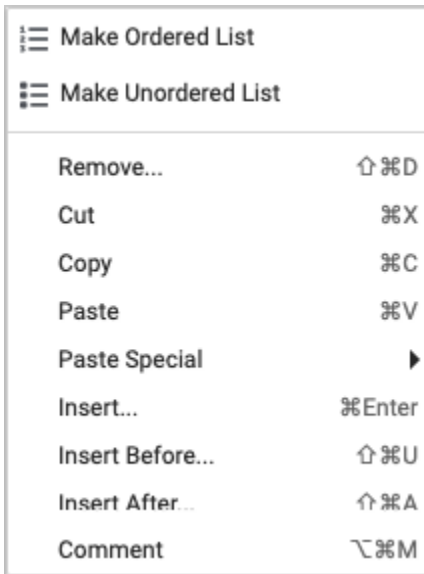 Make Ordered List
Make Unordered List
Remove... ⇧⌘D
Cut ⌘X
Copy ⌘C
Paste ⌘V
Paste Special
Insert... ⌘Enter
Insert Before... ⇧⌘U
Insert After... ⇧⌘A
Comment ⌥⌘M